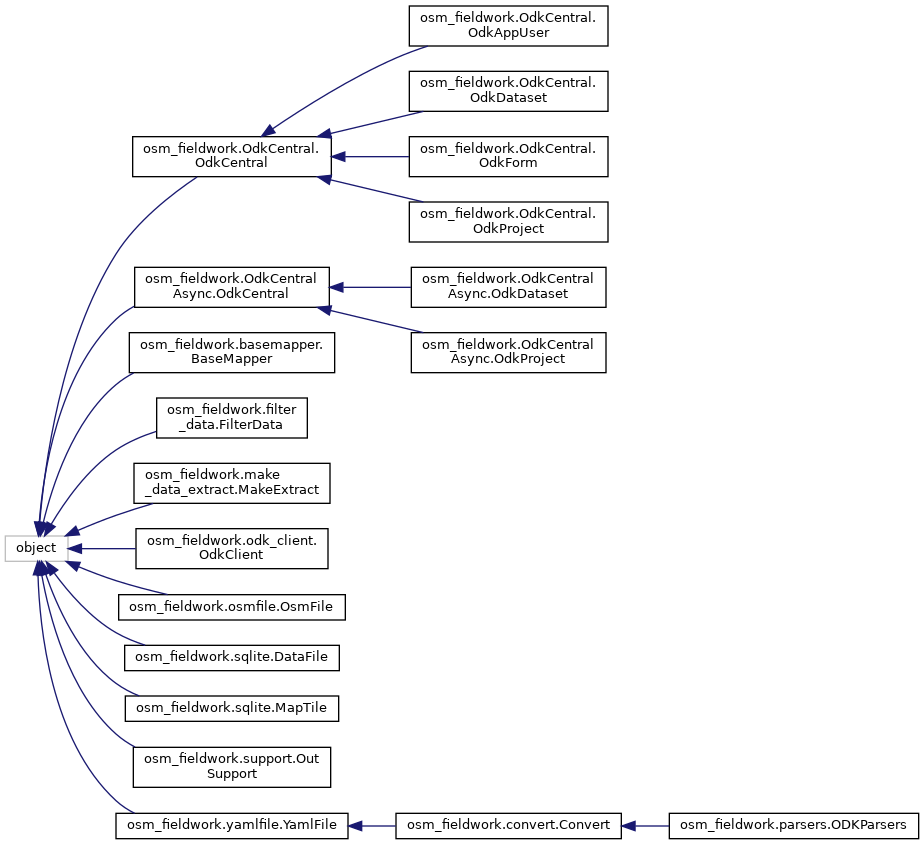 osm_fieldwork.OdkCentral.
OdkAppUser
osm_fieldwork.OdkCentral.
OdkDataset
osm_fieldwork.OdkCentral.
OdkCentral
osm_fieldwork.OdkCentral.
OdkForm
osm_fieldwork.OdkCentral.
OdkProject
osm_fieldwork.OdkCentral
Async.OdkCentral
osm_fieldwork.OdkCentral
Async.OdkDataset
osm_fieldwork.basemapper.
BaseMapper
osm_fieldwork.OdkCentral
Async.OdkProject
osm_fieldwork.filter
_data.FilterData
osm_fieldwork.make
_data_extract.MakeExtract
object
osm_fieldwork.odk_client.
OdkClient
osm_fieldwork.osmfile.OsmFile
osm_fieldwork.sqlite.DataFile
osm_fieldwork.sqlite.MapTile
osm_fieldwork.support.Out
Support
osm_fieldwork.yamlfile.YamlFile
osm_fieldwork.convert.Convert
osm_fieldwork.parsers.ODKParsers